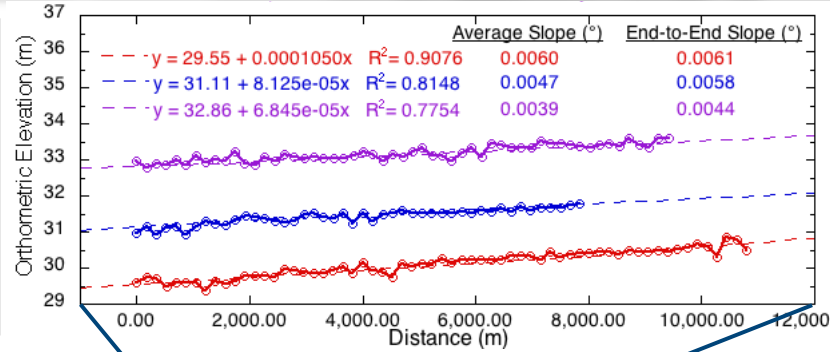 37
36
35
34
33
32
31
30
29
Orthometric Elevation (m)
Average Slope (°) End-to-End Slope (°)
y = 29.55 + 0.0001050x R²= 0.9076 0.0060 0.0061
y = 31.11 + 8.125e-05x R²= 0.8148 0.0047 0.0058
y = 32.86 + 6.845e-05x R²= 0.7754 0.0039 0.0044
0.00 2,000.00 4,000.00 6,000.00 8,000.00 10,000.00 12,000.00
Distance (m)